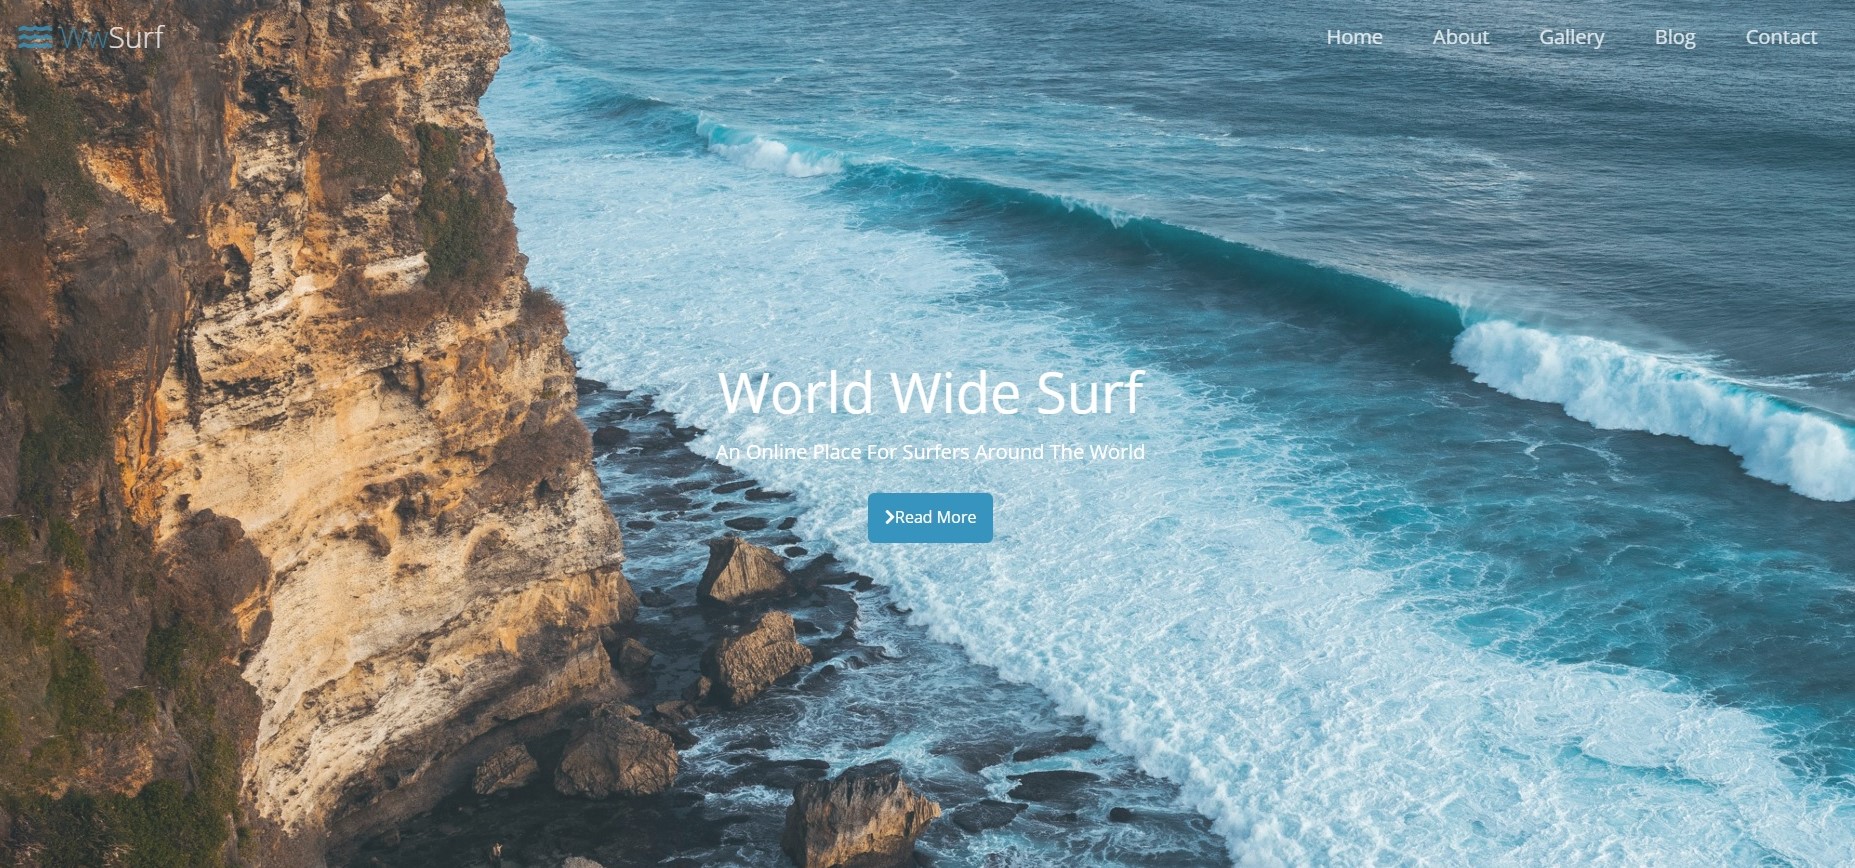 WwSurf
Home About Gallery Blog Contact
World Wide Surf
An Online Place For Surfers Around The World
Read More